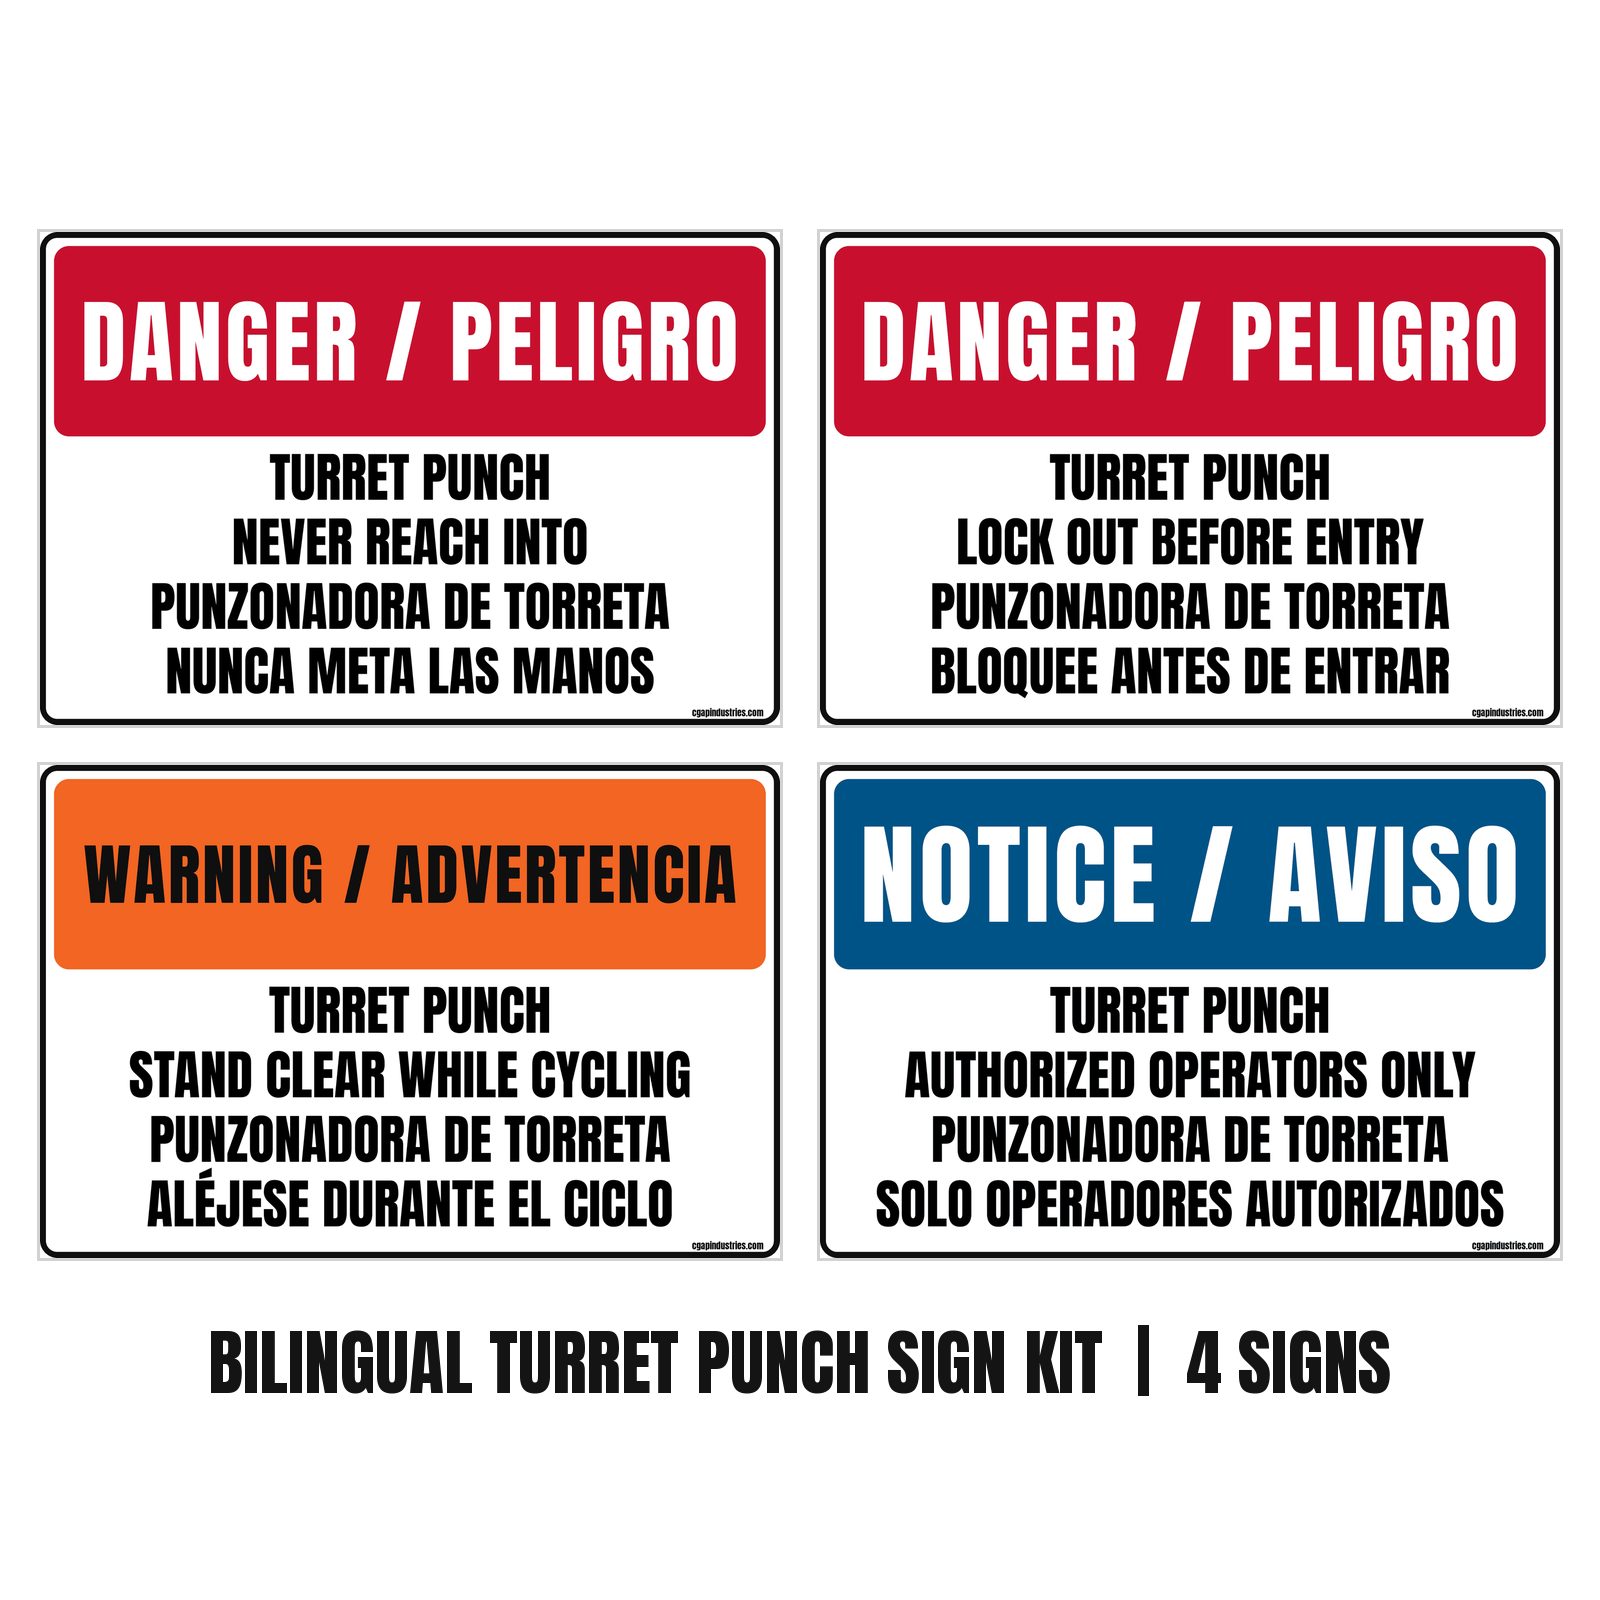 DANGER / PELIGRO
TURRET PUNCH
NEVER REACH INTO
PUNZONADORA DE TORRETA
NUNCA META LAS MANOS
cgapindustries.com
DANGER / PELIGRO
TURRET PUNCH
LOCK OUT BEFORE ENTRY
PUNZONADORA DE TORRETA
BLOQUEE ANTES DE ENTRAR
cgapindustries.com
WARNING / ADVERTENCIA
TURRET PUNCH
STAND CLEAR WHILE CYCLING
PUNZONADORA DE TORRETA
ALÉJESE DURANTE EL CICLO
cgapindustries.com
NOTICE / AVISO
TURRET PUNCH
AUTHORIZED OPERATORS ONLY
PUNZONADORA DE TORRETA
SOLO OPERADORES AUTORIZADOS
cgapindustries.com
BILINGUAL TURRET PUNCH SIGN KIT | 4 SIGNS